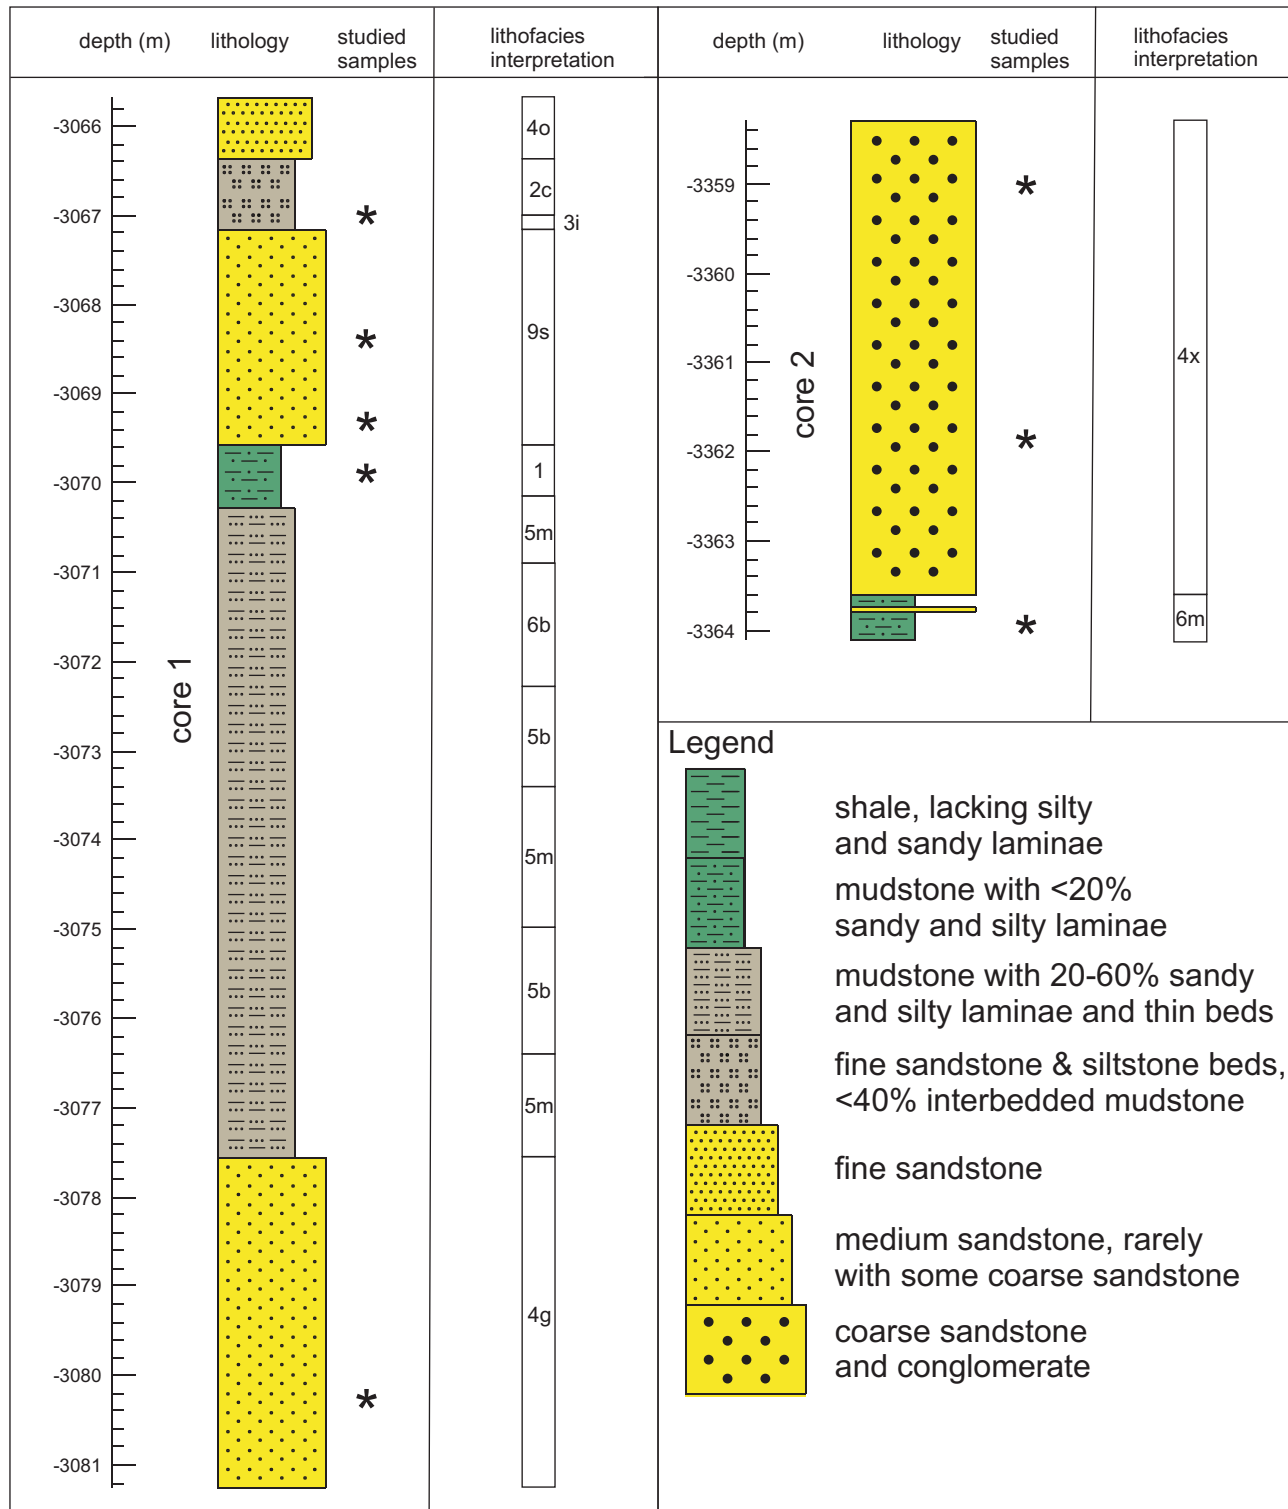 depth (m)
lithology
studied
samples
lithofacies
interpretation
-3066
-3067
-3068
-3069
-3070
-3071
-3072
-3073
-3074
-3075
-3076
-3077
-3078
-3079
-3080
-3081
core 1
*
*
*
*
*
4o
2c
3i
9s
1
5m
6b
5b
5m
5b
5m
4g
depth (m)
lithology
studied
samples
lithofacies
interpretation
-3359
-3360
-3361
-3362
-3363
-3364
core 2
*
*
*
4x
6m
Legend
shale, lacking silty
and sandy laminae
mudstone with <20%
sandy and silty laminae
mudstone with 20-60% sandy
and silty laminae and thin beds
fine sandstone & siltstone beds,
<40% interbedded mudstone
fine sandstone
medium sandstone, rarely
with some coarse sandstone
coarse sandstone
and conglomerate